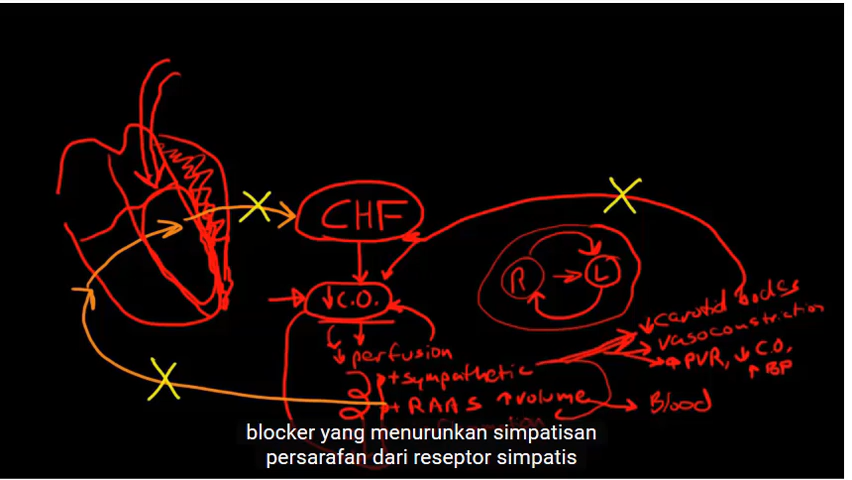 CHF
R
L
↓ C.O.
↓ carotid bodies
vasoconstriction
↑ PVR, ↓ C.O,
↑ BP
↓ perfusion
+ sympathetic
+ RAAS ↑ volume
Blood
blocker yang menurunkan simpatisan
persarafan dari reseptor simpatis